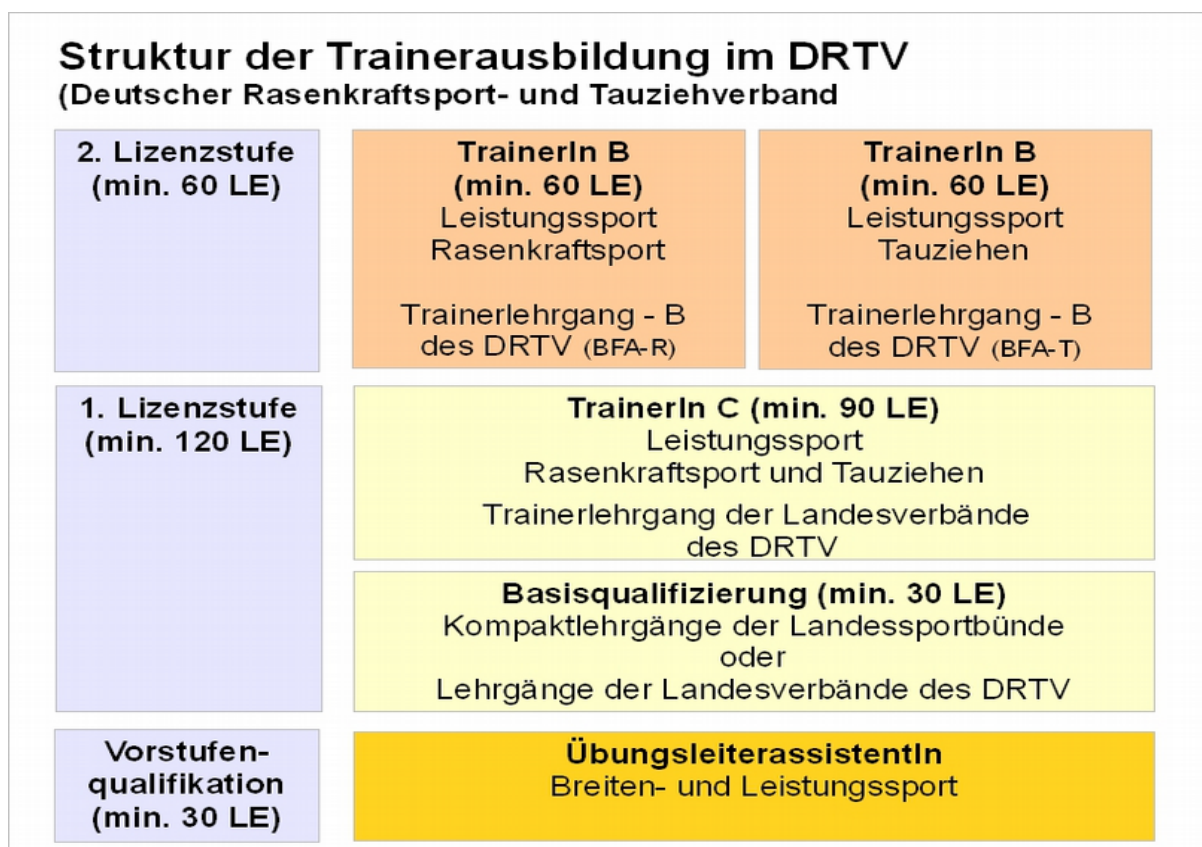 Struktur der Trainerausbildung im DRTV
(Deutscher Rasenkraftsport- und Tauziehverband
2. Lizenzstufe
(min. 60 LE)
TrainerIn B
(min. 60 LE)
Leistungssport
Rasenkraftsport
Trainerlehrgang - B
des DRTV (BFA-R)
TrainerIn B
(min. 60 LE)
Leistungssport
Tauziehen
Trainerlehrgang - B
des DRTV (BFA-T)
1. Lizenzstufe
(min. 120 LE)
TrainerIn C (min. 90 LE)
Leistungssport
Rasenkraftsport und Tauziehen
Trainerlehrgang der Landesverbände
des DRTV
Basisqualifizierung (min. 30 LE)
Kompaktlehrgänge der Landessportbünde
oder
Lehrgänge der Landesverbände des DRTV
Vorstufen-
qualifikation
(min. 30 LE)
ÜbungsleiterassistentIn
Breiten- und Leistungssport